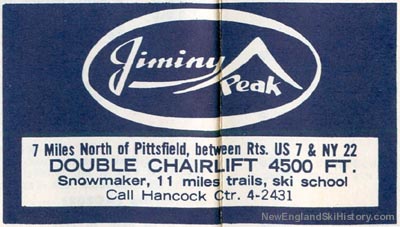 Jiminy
Peak
7 Miles North of Pittsfield, between Rts. US 7 & NY 22
DOUBLE CHAIRLIFT 4500 FT.
Snowmaker, 11 miles trails, ski school
Call Hancock Ctr. 4-2431
NewEnglandSkiHistory.com